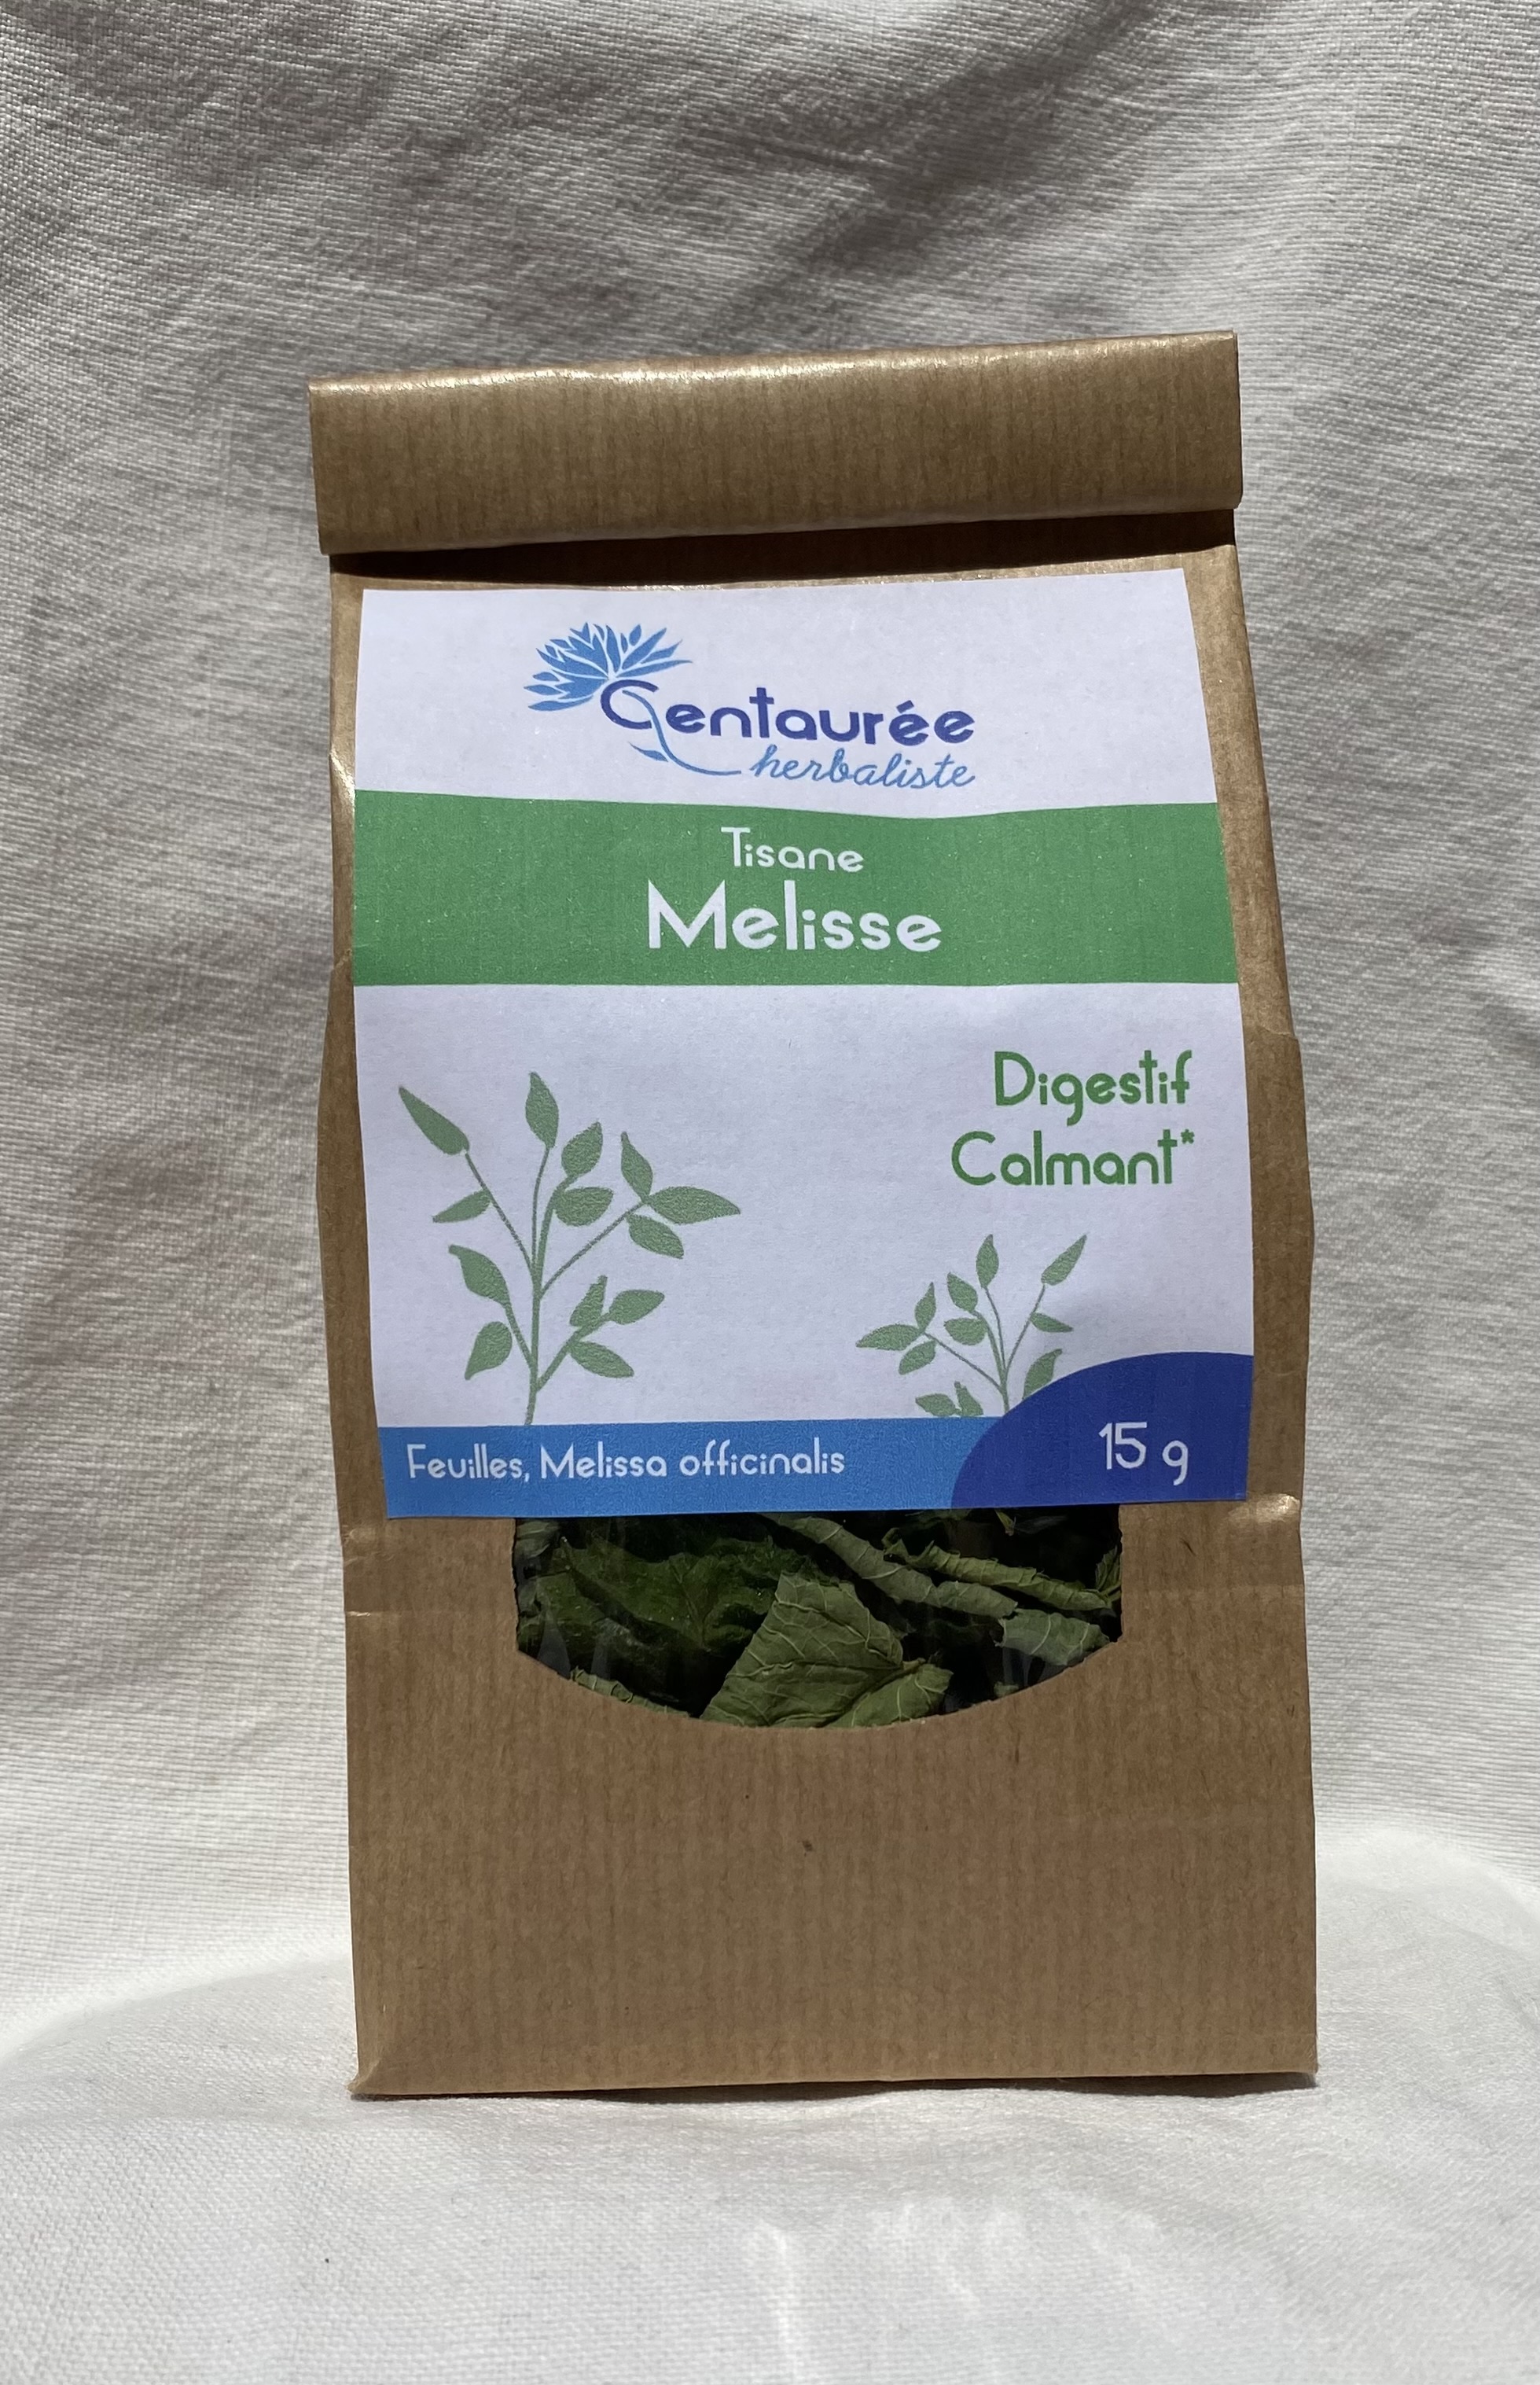 Centaurée
herbaliste
Tisane
Melisse
Digestif
Calmant*
Feuilles, Melissa officinalis
15 g